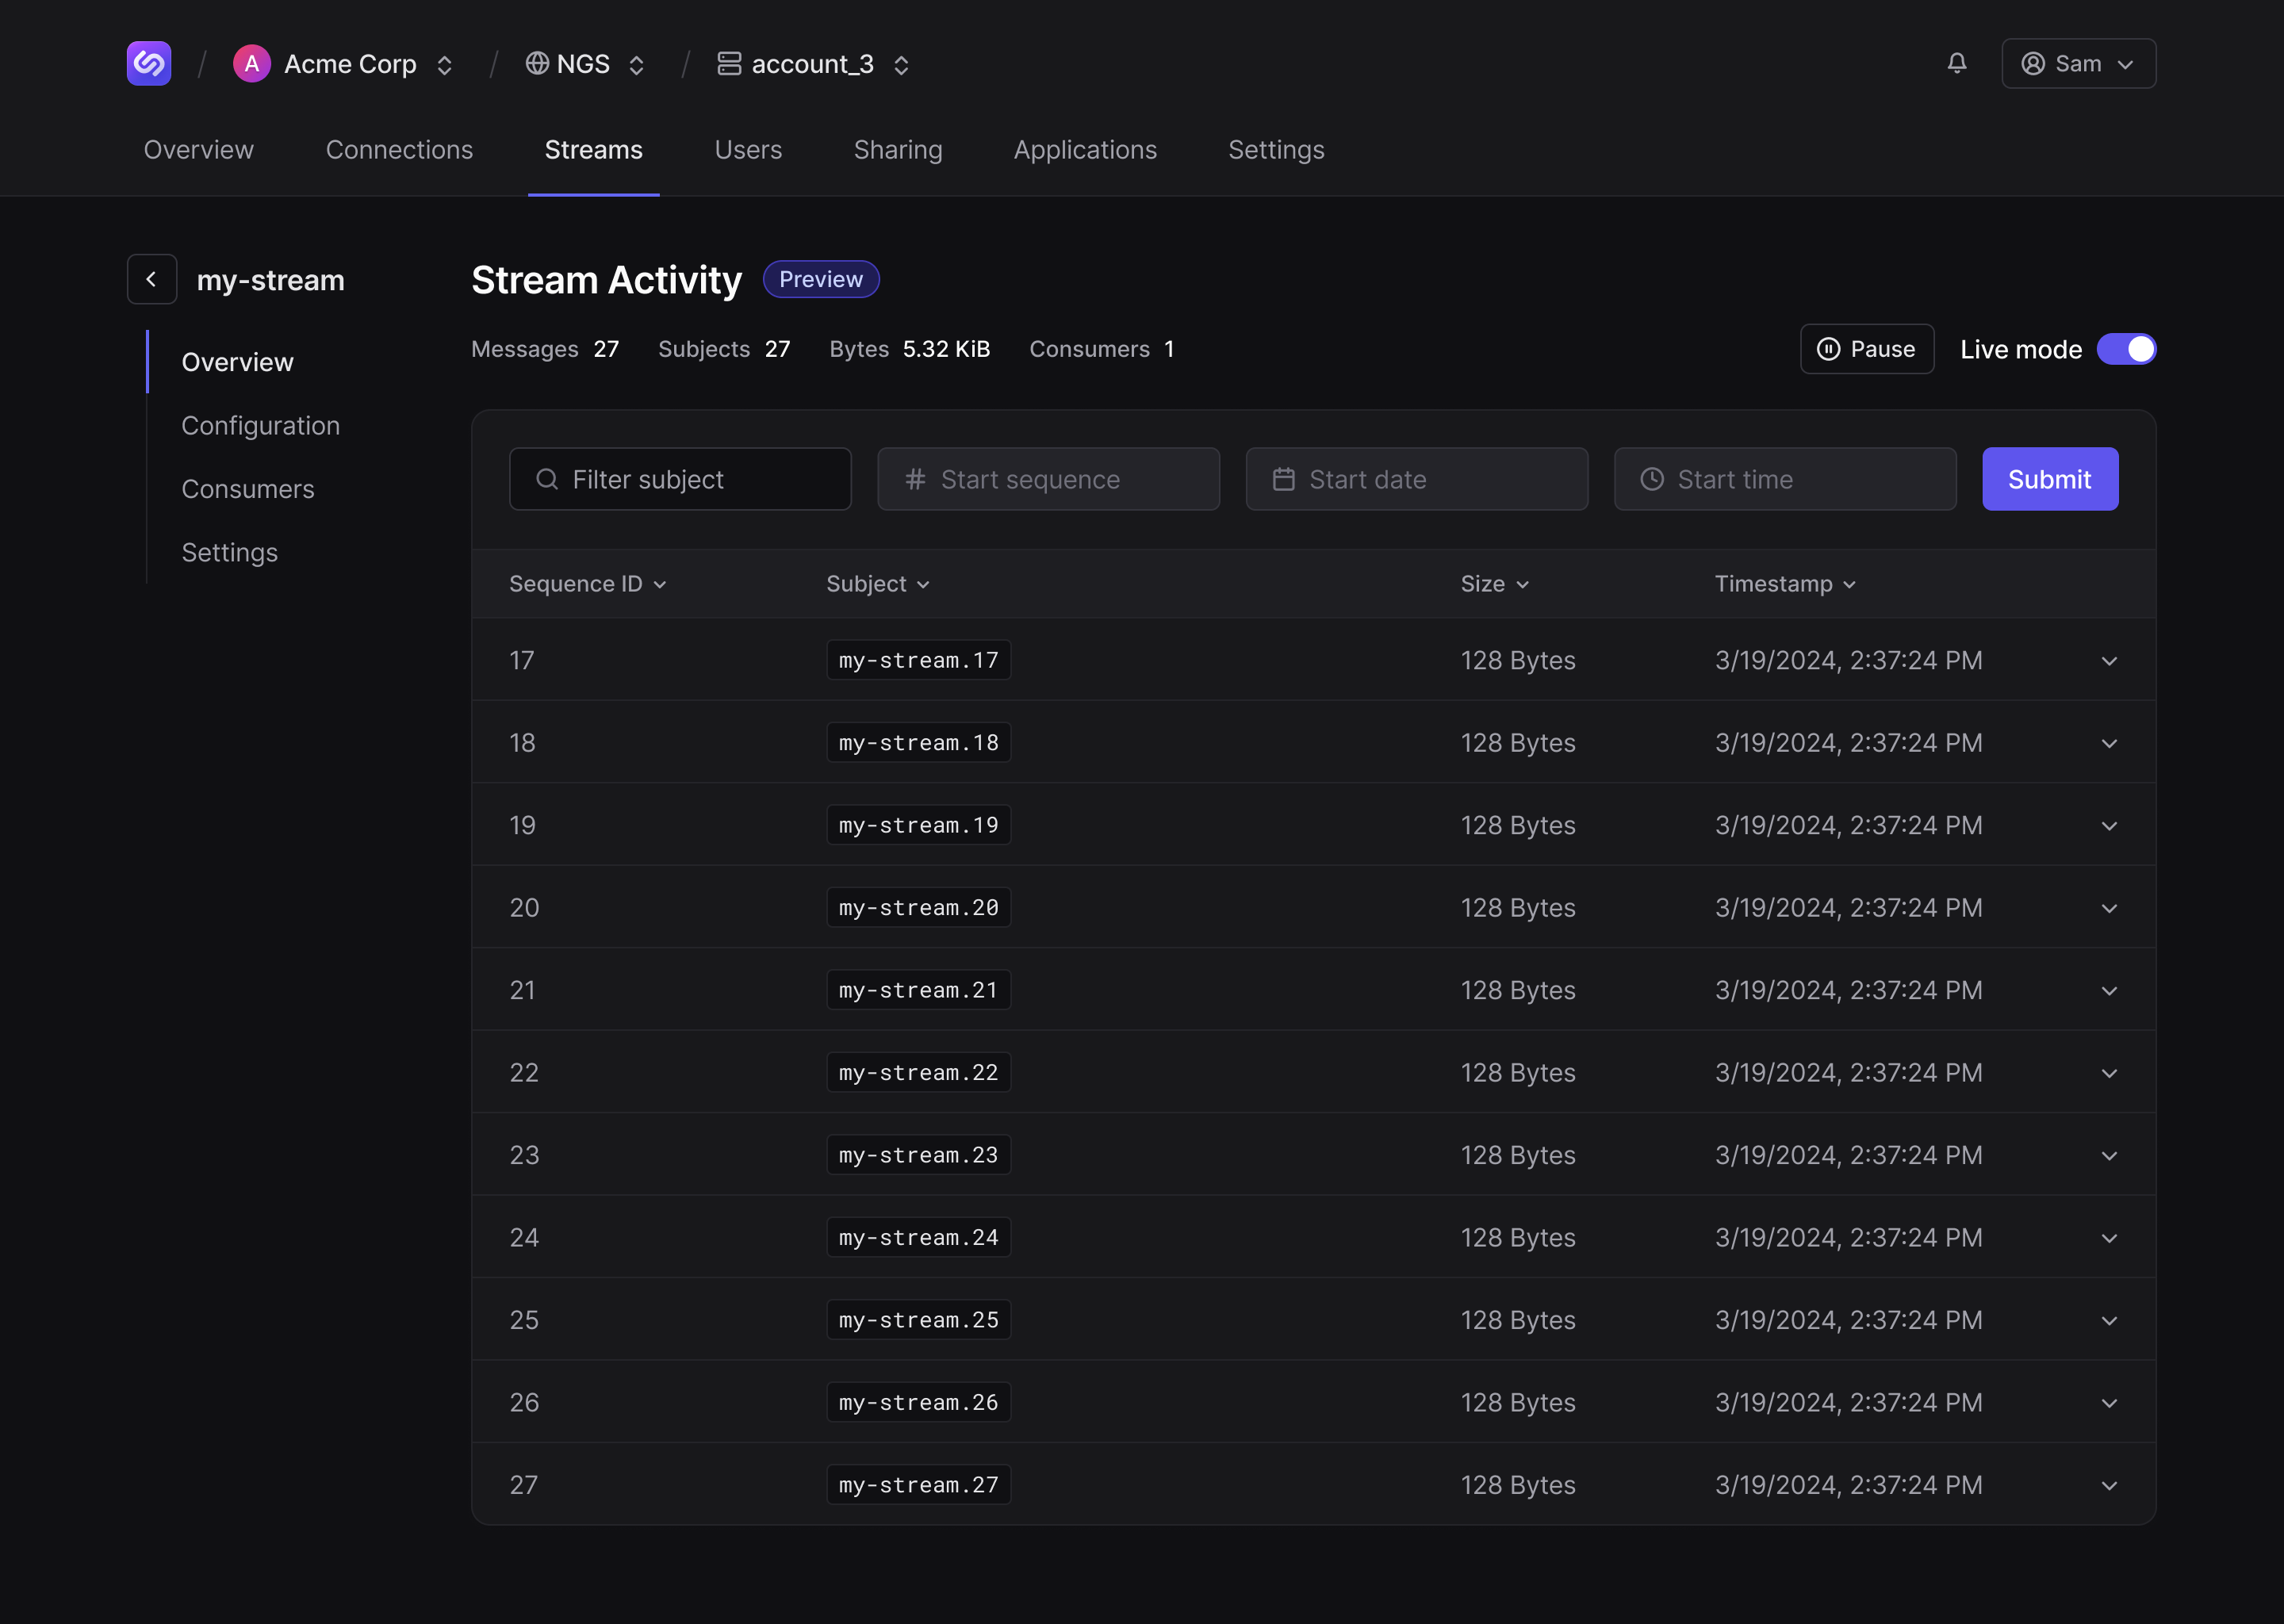 A Acme Corp / NGS / account_3 Sam
Overview Connections Streams Users Sharing Applications Settings
my-stream
Overview
Configuration
Consumers
Settings
Stream Activity Preview
Messages 27 Subjects 27 Bytes 5.32 KiB Consumers 1 Pause Live mode
Filter subject # Start sequence Start date Start time Submit
Sequence ID Subject Size Timestamp
17 my-stream.17 128 Bytes 3/19/2024, 2:37:24 PM
18 my-stream.18 128 Bytes 3/19/2024, 2:37:24 PM
19 my-stream.19 128 Bytes 3/19/2024, 2:37:24 PM
20 my-stream.20 128 Bytes 3/19/2024, 2:37:24 PM
21 my-stream.21 128 Bytes 3/19/2024, 2:37:24 PM
22 my-stream.22 128 Bytes 3/19/2024, 2:37:24 PM
23 my-stream.23 128 Bytes 3/19/2024, 2:37:24 PM
24 my-stream.24 128 Bytes 3/19/2024, 2:37:24 PM
25 my-stream.25 128 Bytes 3/19/2024, 2:37:24 PM
26 my-stream.26 128 Bytes 3/19/2024, 2:37:24 PM
27 my-stream.27 128 Bytes 3/19/2024, 2:37:24 PM